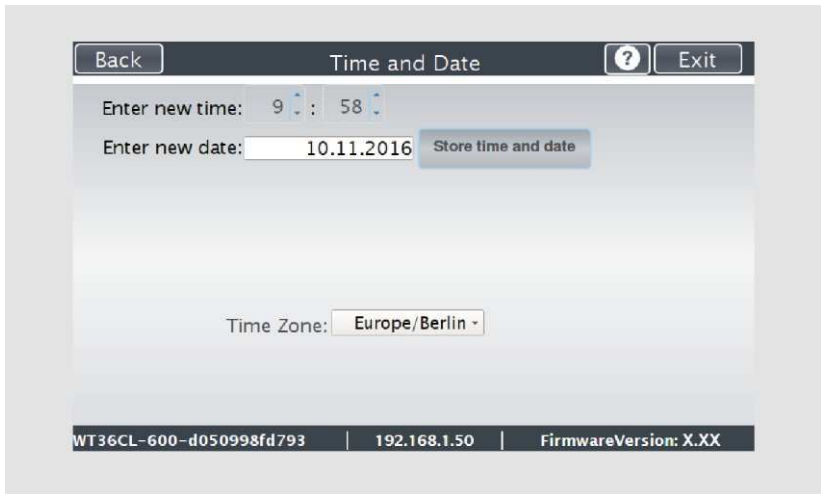 Back Time and Date ? Exit
Enter new time: 9 : 58
Enter new date: 10.11.2016 Store time and date
Time Zone: Europe/Berlin
WT36CL-600-d050998fd793 | 192.168.1.50 | FirmwareVersion: X.XX